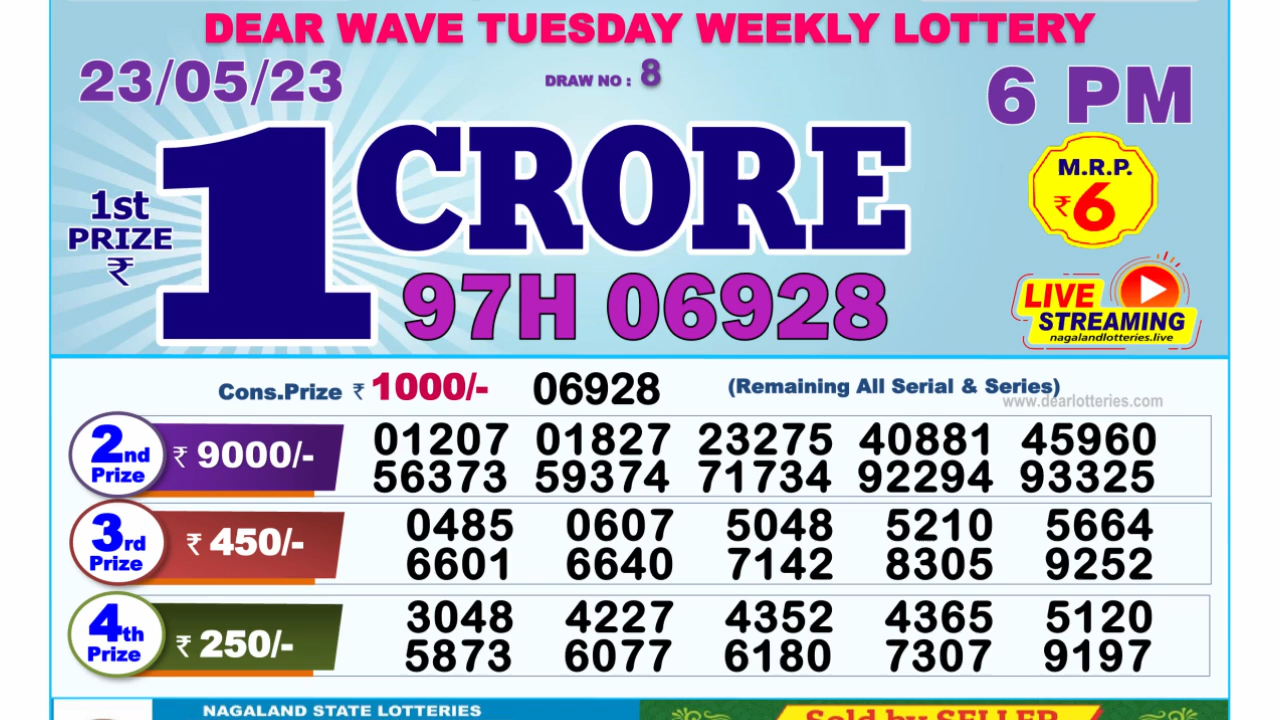 DEAR WAVE TUESDAY WEEKLY LOTTERY
23/05/23
DRAW NO : 8
6 PM
1st
PRIZE
₹
1 CRORE
M.R.P.
₹6
97H 06928
LIVE
STREAMING
nagalandlotteries.live
Cons.Prize ₹ 1000/- 06928 (Remaining All Serial & Series)
www.dearlotteries.com
2nd
Prize
₹ 9000/-
01207 01827 23275 40881 45960
56373 59374 71734 92294 93325
3rd
Prize
₹ 450/-
0485 0607 5048 5210 5664
6601 6640 7142 8305 9252
4th
Prize
₹ 250/-
3048 4227 4352 4365 5120
5873 6077 6180 7307 9197
NAGALAND STATE LOTTERIES
Sold by SELLER